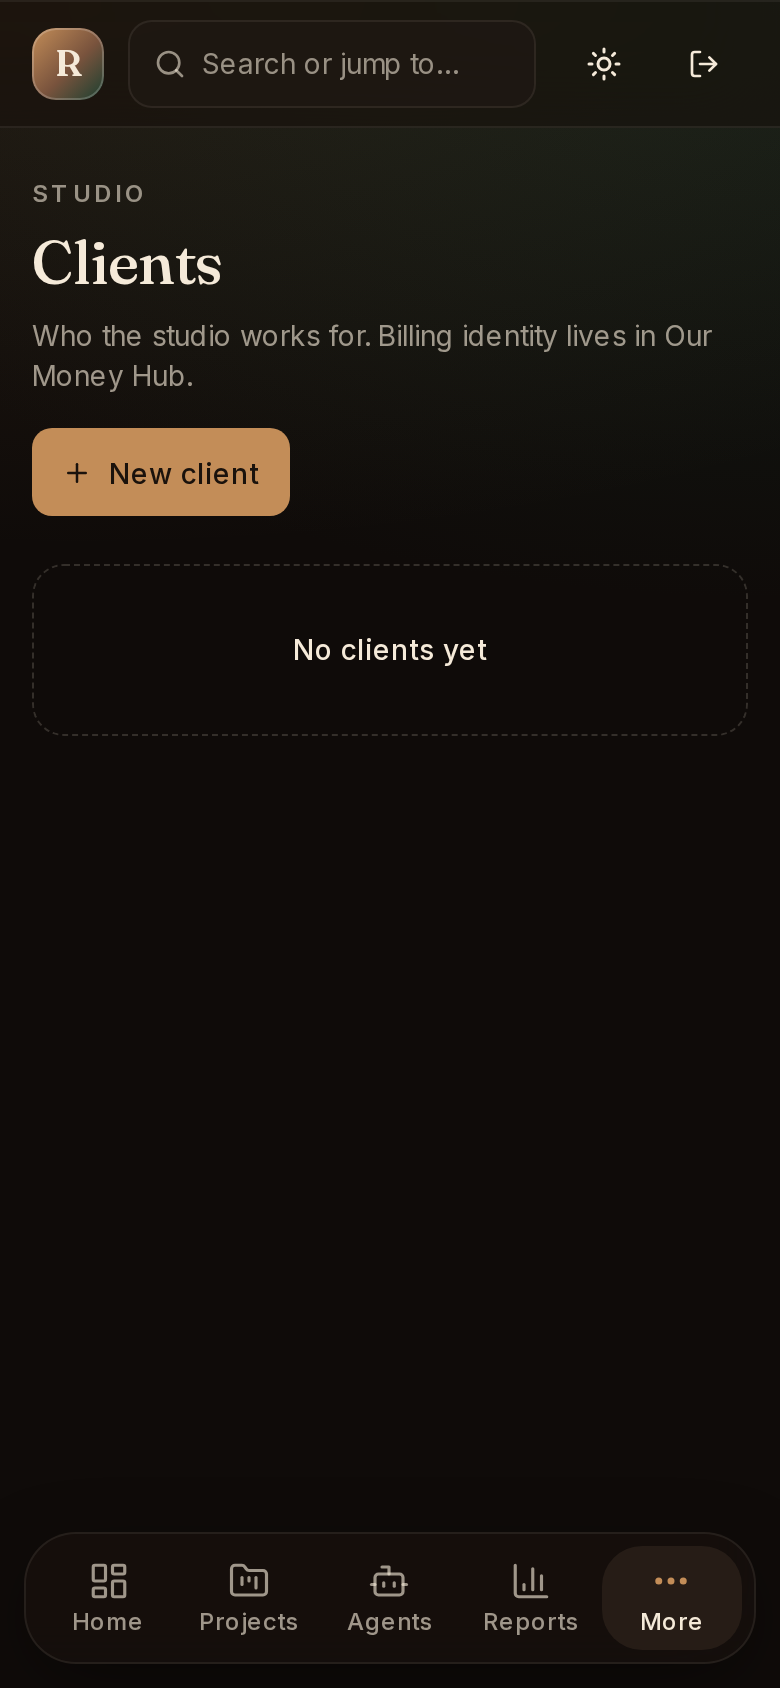 R
Search or jump to...
STUDIO
Clients
Who the studio works for. Billing identity lives in Our
Money Hub.
New client
No clients yet
Home
Projects
Agents
Reports
More